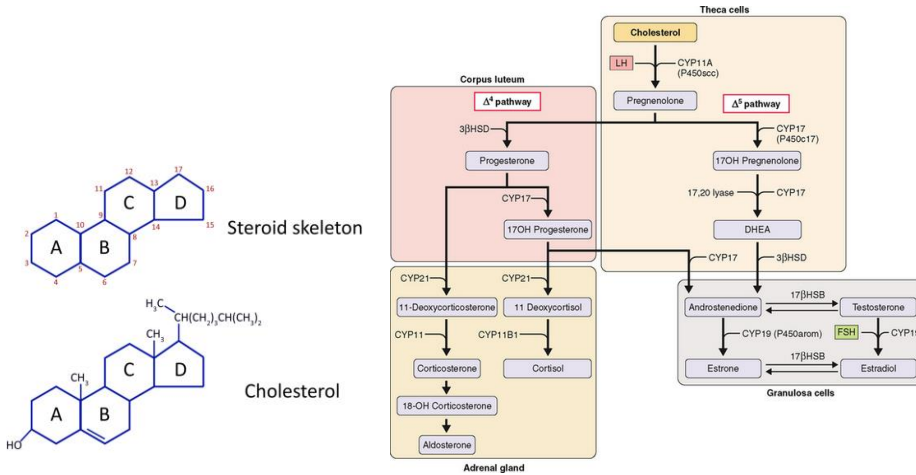 Theca cells
Cholesterol
LH
CYP11A
(P450scc)
Corpus luteum
Pregnenolone
Δ⁴ pathway
Δ⁵ pathway
3βHSD
CYP17
(P450c17)
Progesterone
17OH Pregnenolone
CYP17
17,20 lyase
CYP17
17OH Progesterone
DHEA
CYP17
3βHSD
CYP21
CYP21
11-Deoxycorticosterone
11 Deoxycortisol
Androstenedione
17βHSB
Testosterone
CYP11
CYP11B1
CYP19 (P450arom)
FSH
CYP19
Corticosterone
Cortisol
Estrone
17βHSB
Estradiol
18-OH Corticosterone
Granulosa cells
Aldosterone
Adrenal gland
12
17
11
13
16
C
D
1
9
14
15
2
10
8
A
B
3
5
7
4
6
Steroid skeleton
H₃C
CH(CH₂)₃CH(CH₃)₂
CH₃
CH₃
C
D
A
B
HO
Cholesterol